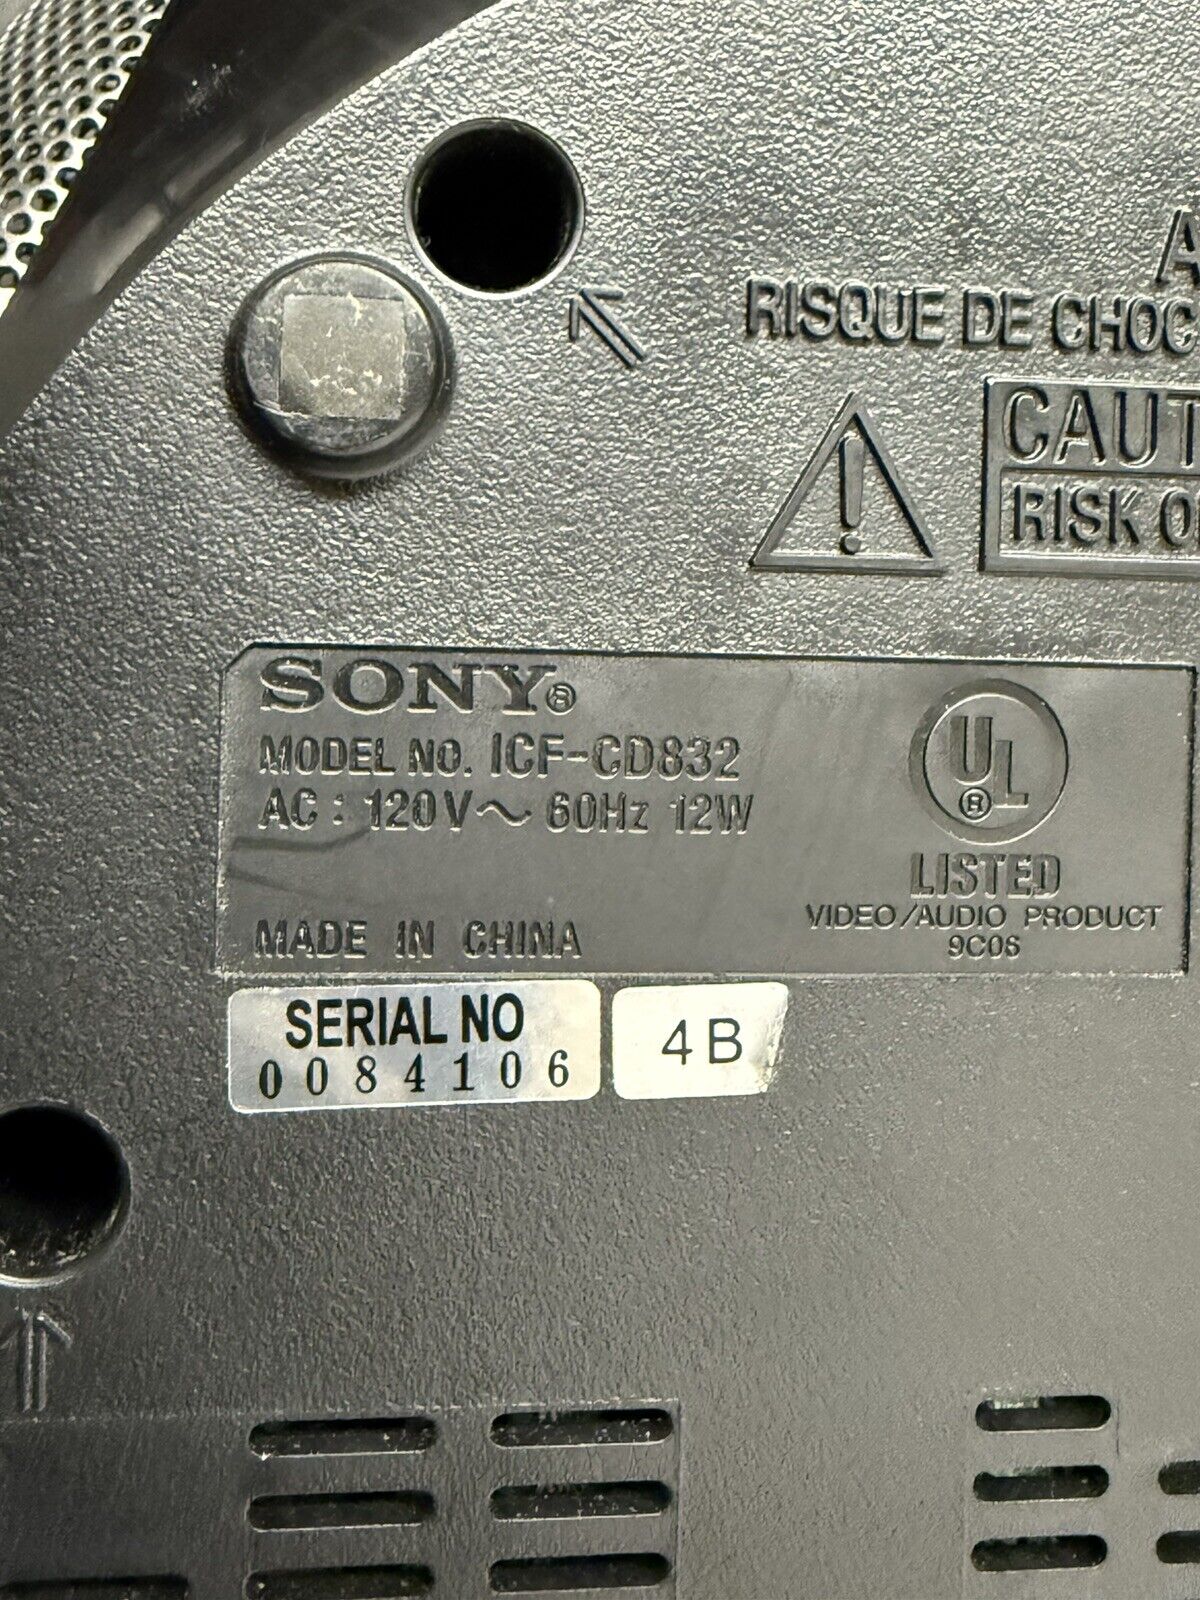 RISQUE DE CHOC
CAUT
RISK O
SONY®
MODEL NO. ICF-CD832
AC : 120V~ 60Hz 12W
MADE IN CHINA
UL®
LISTED
VIDEO/AUDIO PRODUCT
9C06
SERIAL NO
0084106
4B